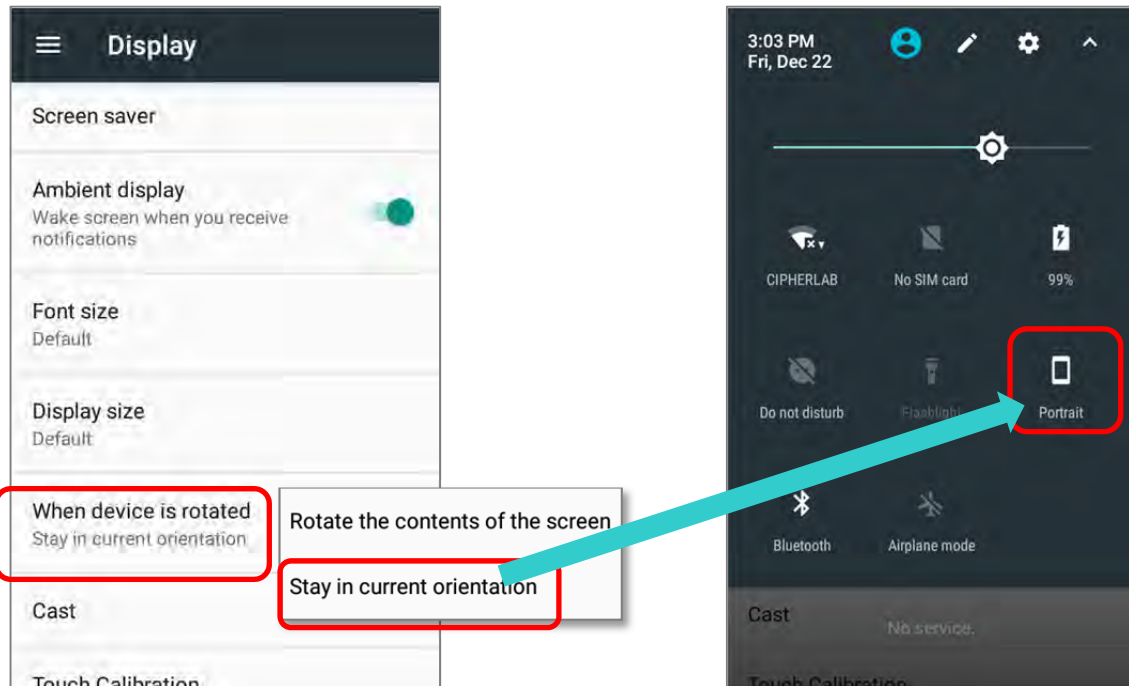 Display
Screen saver
Ambient display
Wake screen when you receive
notifications
Font size
Default
Display size
Default
When device is rotated
Stay in current orientation
Cast
Touch Calibration
Rotate the contents of the screen
Stay in current orientation
3:03 PM
Fri, Dec 22
CIPHERLAB
No SIM card
99%
Do not disturb
Flashlight
Portrait
Bluetooth
Airplane mode
Cast
No service.
Touch Calibration